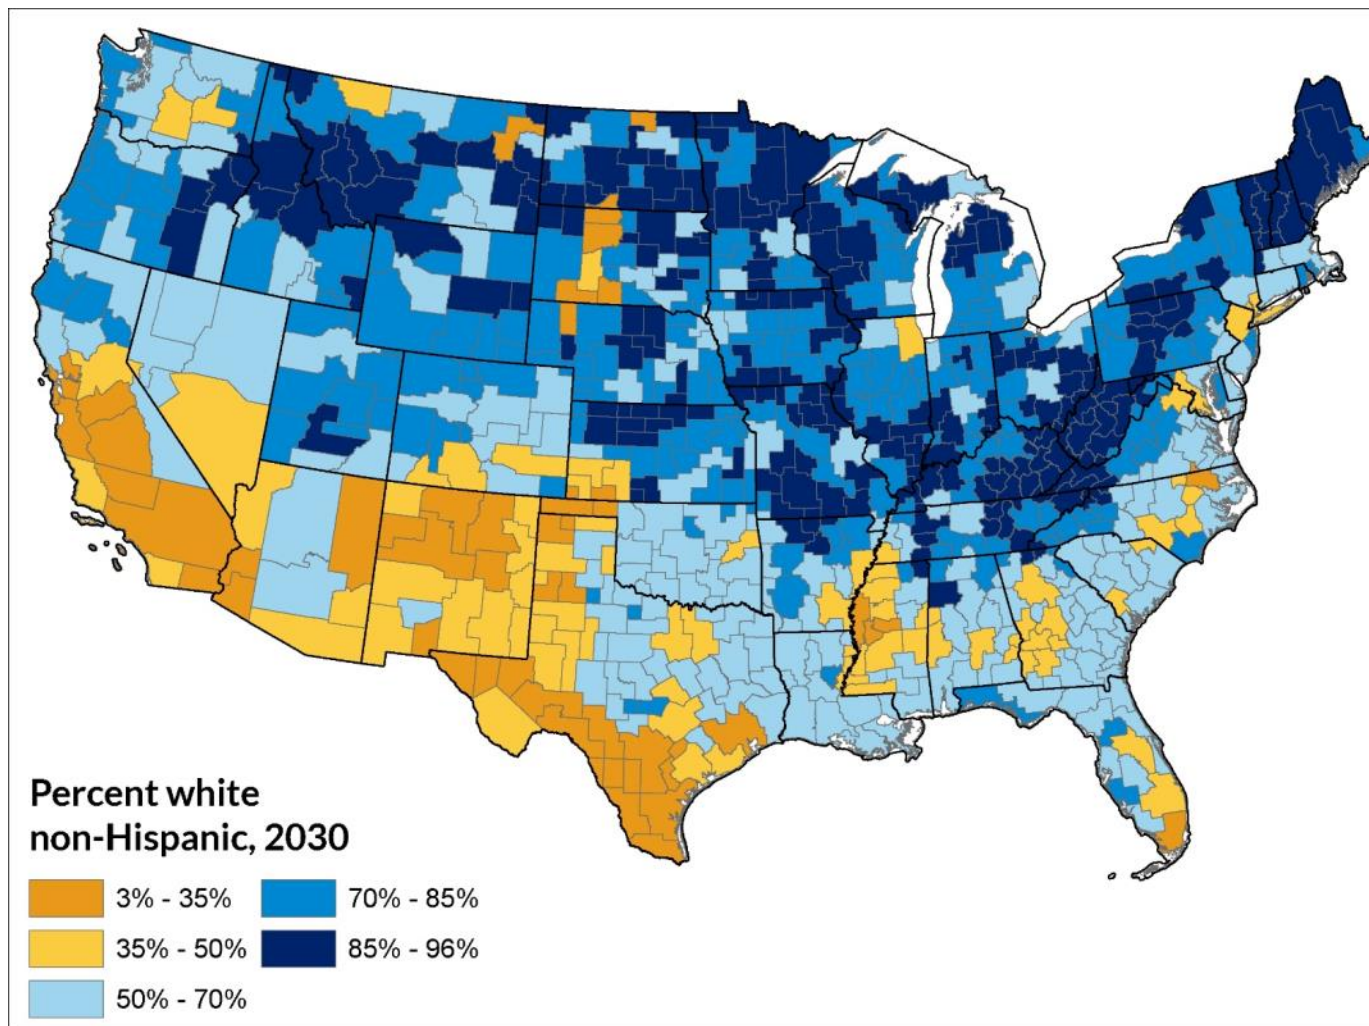 Percent white
non-Hispanic, 2030
3% - 35%
70% - 85%
35% - 50%
85% - 96%
50% - 70%